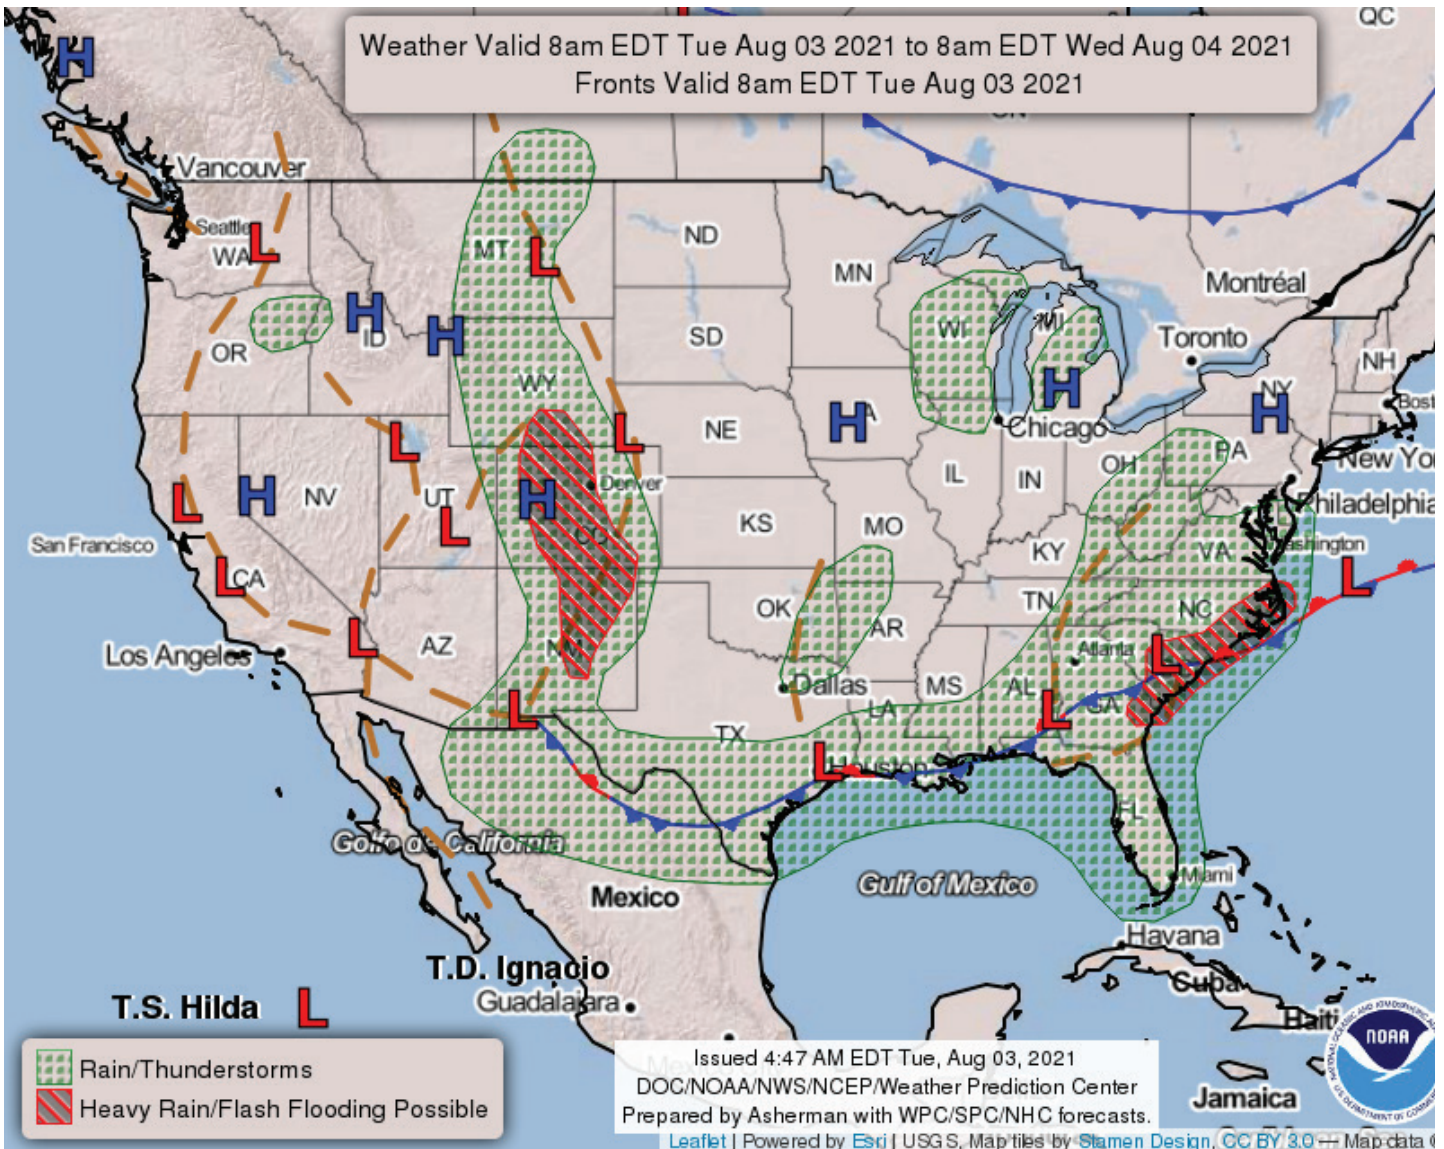 QC
Weather Valid 8am EDT Tue Aug 03 2021 to 8am EDT Wed Aug 04 2021
Fronts Valid 8am EDT Tue Aug 03 2021
H
Vancouver
Seattle
WA L
MT L
ND
MN
Montréal
H
ID
H
OR
WY
SD
WI
MI
Toronto
NH
NY
H
Bost
L
L
NE
H
H
Chicago
OH
PA
New Yor
L
H
NV
UT
L
H
Denver
CO
KS
MO
IL
IN
KY
VA
Philadelphia
San Francisco
L
CA
Washington
L
OK
AR
TN
NC
Los Angeles
L
AZ
NM
Dallas
MS
AL
Atlanta
L
GA
L
L
TX
LA
L
Houston
FL
Golfo de California
Gulf of Mexico
Miami
Mexico
Havana
T.D. Ignacio
Cuba
T.S. Hilda L
Guadalajara
Haiti
NOAA
Rain/Thunderstorms
Heavy Rain/Flash Flooding Possible
Mexico City
Issued 4:47 AM EDT Tue, Aug 03, 2021
DOC/NOAA/NWS/NCEP/Weather Prediction Center
Prepared by Asherman with WPC/SPC/NHC forecasts.
Jamaica
Leaflet | Powered by Esri | USGS, Map tiles by Stamen Design, CC BY 3.0 — Map data ©